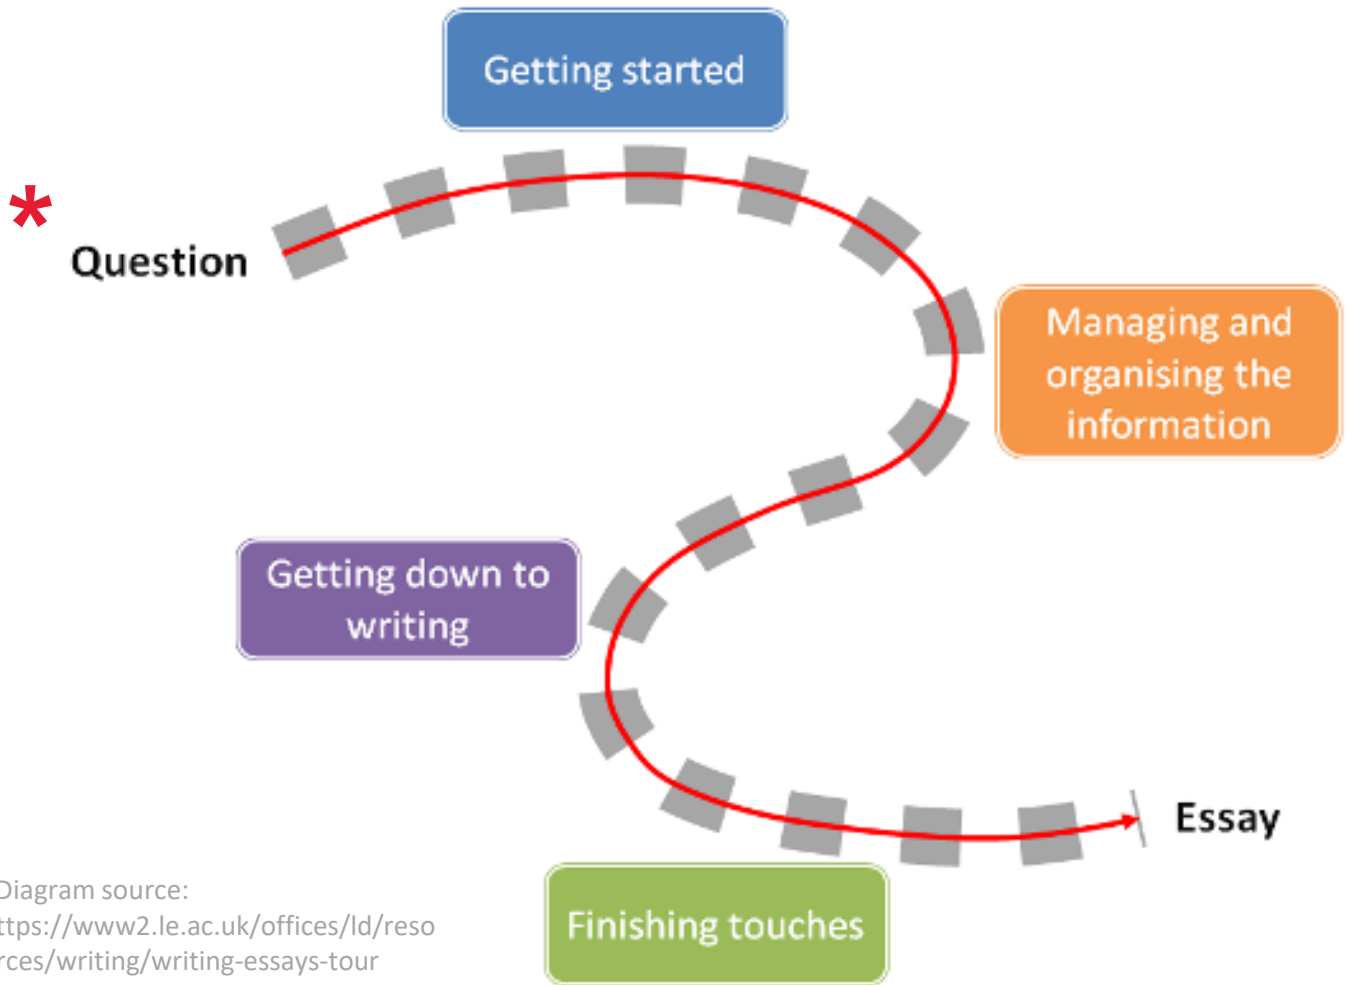 Getting started
*
Question
Managing and
organising the
information
Getting down to
writing
Essay
Finishing touches
Diagram source:
ttps://www2.le.ac.uk/offices/ld/reso
rces/writing/writing-essays-tour